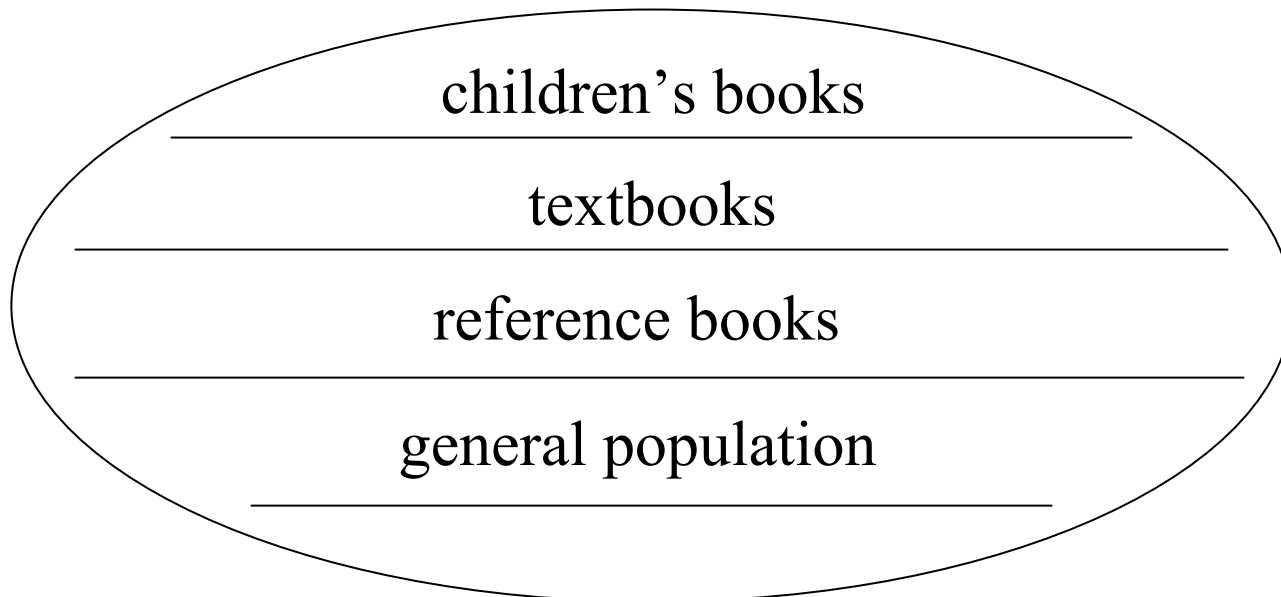 children’s books
textbooks
reference books
general population